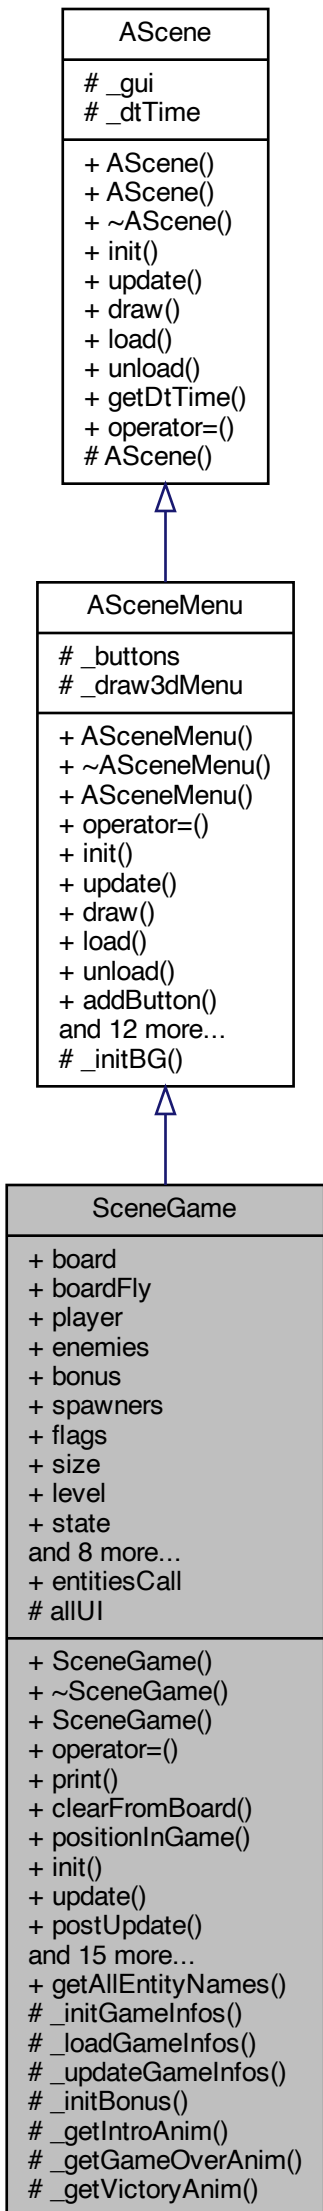 AScene
# _gui
# _dtTime
+ AScene()
+ AScene()
+ ~AScene()
+ init()
+ update()
+ draw()
+ load()
+ unload()
+ getDtTime()
+ operator=()
# AScene()
ASceneMenu
# _buttons
# _draw3dMenu
+ ASceneMenu()
+ ~ASceneMenu()
+ ASceneMenu()
+ operator=()
+ init()
+ update()
+ draw()
+ load()
+ unload()
+ addButton()
and 12 more...
# _initBG()
SceneGame
+ board
+ boardFly
+ player
+ enemies
+ bonus
+ spawners
+ flags
+ size
+ level
+ state
and 8 more...
+ entitiesCall
# allUI
+ SceneGame()
+ ~SceneGame()
+ SceneGame()
+ operator=()
+ print()
+ clearFromBoard()
+ positionInGame()
+ init()
+ update()
+ postUpdate()
and 15 more...
+ getAllEntityNames()
# _initGameInfos()
# _loadGameInfos()
# _updateGameInfos()
# _initBonus()
# _getIntroAnim()
# _getGameOverAnim()
# _getVictoryAnim()